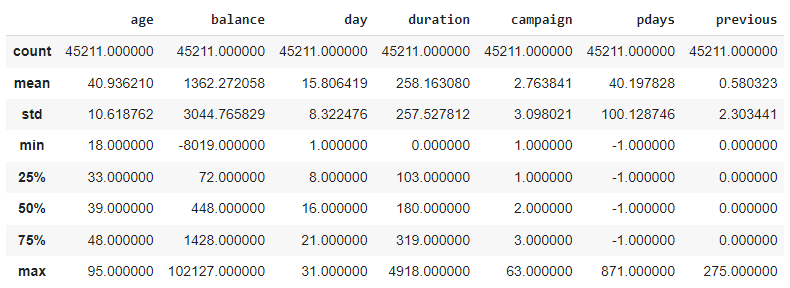 age balance day duration campaign pdays previous
count 45211.000000 45211.000000 45211.000000 45211.000000 45211.000000 45211.000000 45211.000000
mean 40.936210 1362.272058 15.806419 258.163080 2.763841 40.197828 0.580323
std 10.618762 3044.765829 8.322476 257.527812 3.098021 100.128746 2.303441
min 18.000000 -8019.000000 1.000000 0.000000 1.000000 -1.000000 0.000000
25% 33.000000 72.000000 8.000000 103.000000 1.000000 -1.000000 0.000000
50% 39.000000 448.000000 16.000000 180.000000 2.000000 -1.000000 0.000000
75% 48.000000 1428.000000 21.000000 319.000000 3.000000 -1.000000 0.000000
max 95.000000 102127.000000 31.000000 4918.000000 63.000000 871.000000 275.000000